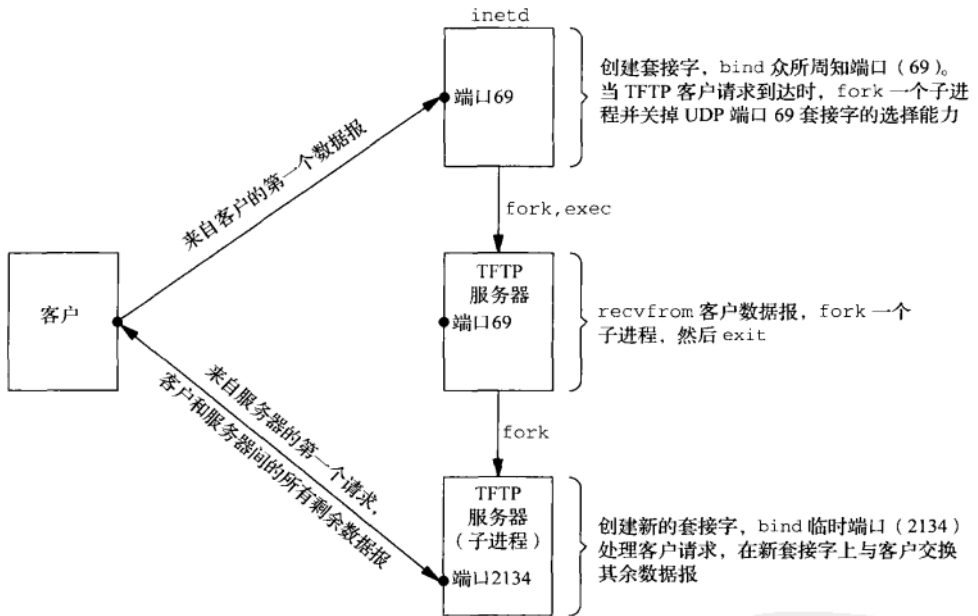 inetd
端口69
创建套接字，bind 众所周知端口（69）。
当 TFTP 客户请求到达时，fork 一个子进
程并关掉 UDP 端口 69 套接字的选择能力
来自客户的第一个数据报
fork,exec
客户
TFTP
服务器
端口69
recvfrom 客户数据报，fork 一个
子进程，然后 exit
来自服务器的第一个请求，
客户和服务器间的所有剩余数据报
fork
TFTP
服务器
（子进程）
端口2134
创建新的套接字，bind 临时端口（2134）
处理客户请求，在新套接字上与客户交换
其余数据报